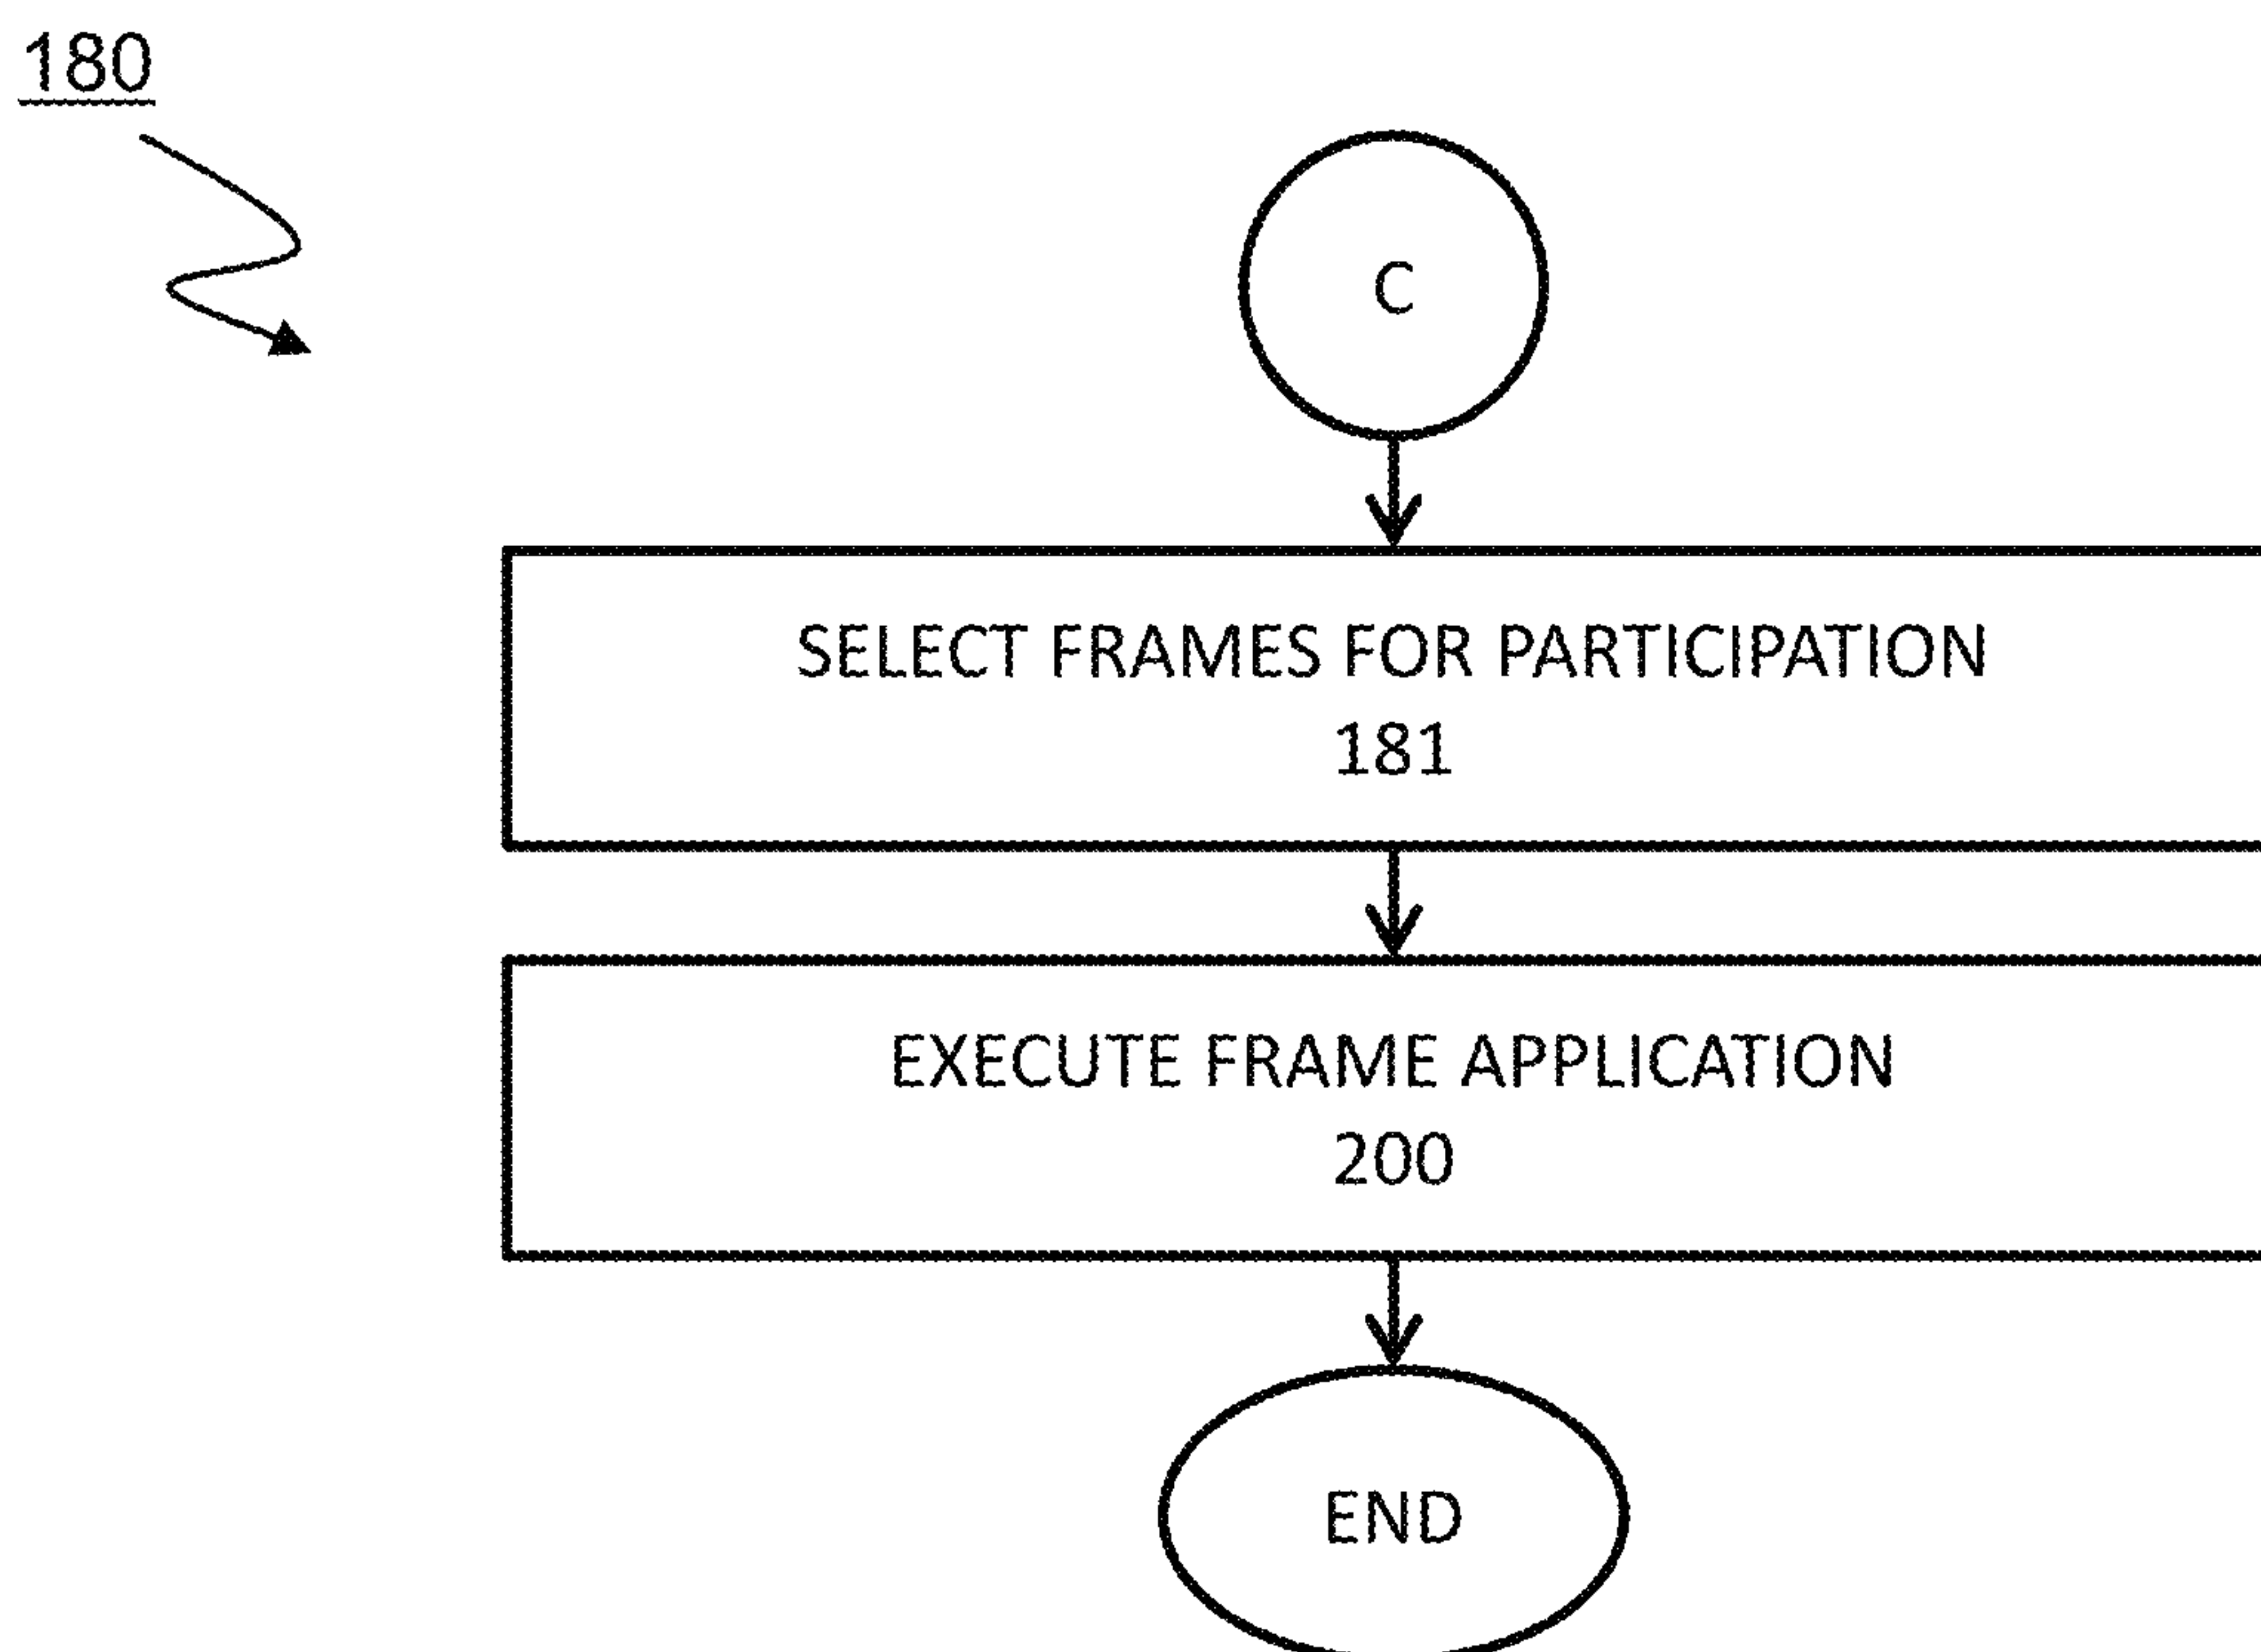 180
C
SELECT FRAMES FOR PARTICIPATION
181
EXECUTE FRAME APPLICATION
200
END